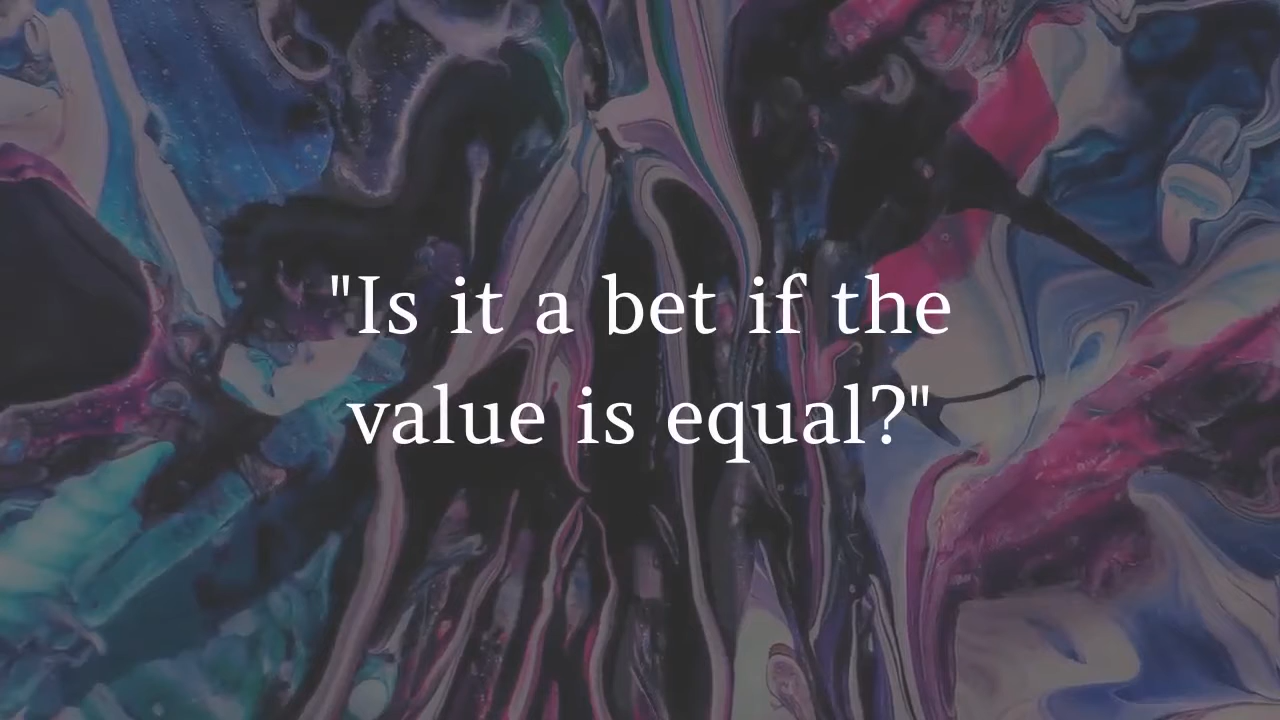 "Is it a bet if the
value is equal?"